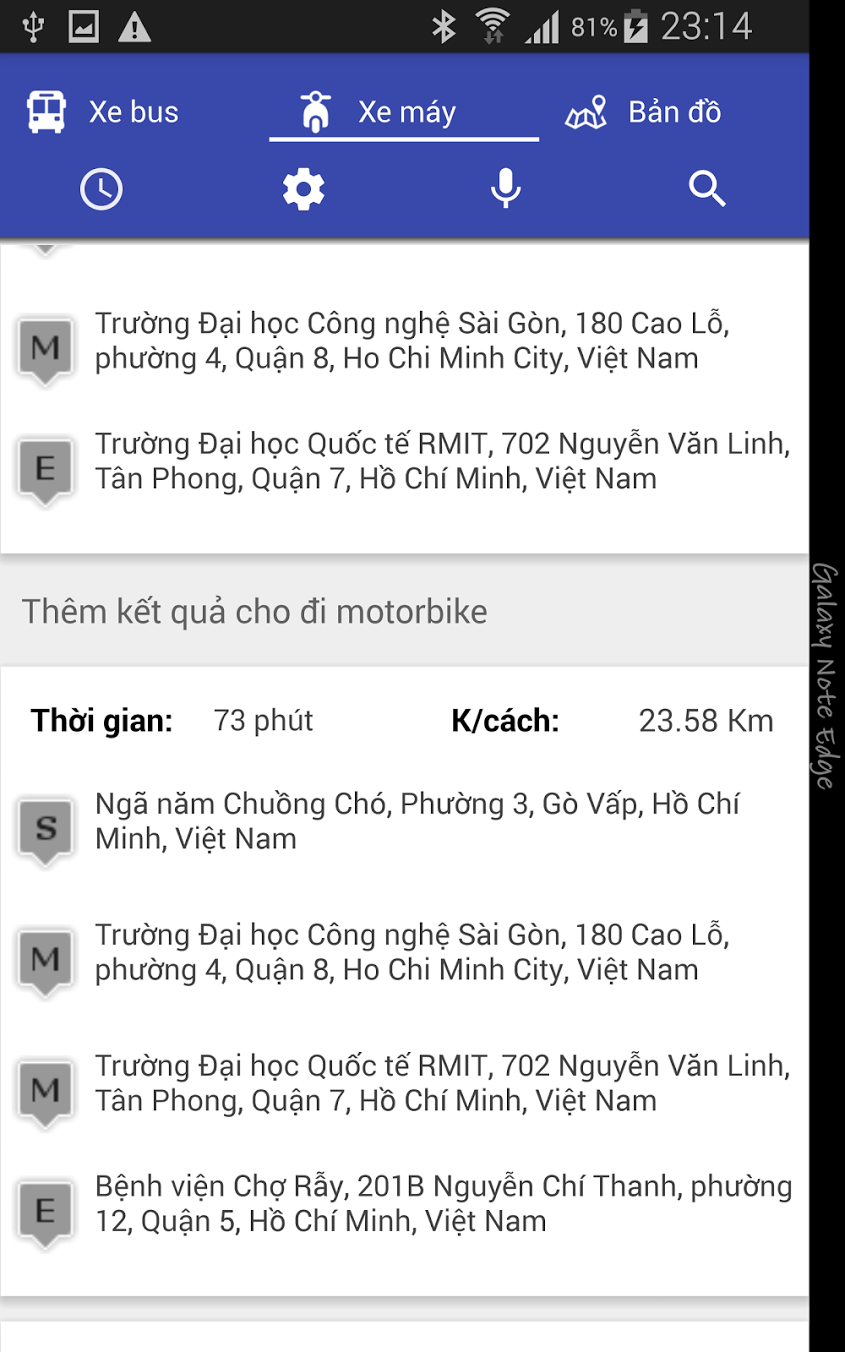 81% 23:14
Xe bus Xe máy Bản đồ
M
Trường Đại học Công nghệ Sài Gòn, 180 Cao Lỗ,
phường 4, Quận 8, Ho Chi Minh City, Việt Nam
E
Trường Đại học Quốc tế RMIT, 702 Nguyễn Văn Linh,
Tân Phong, Quận 7, Hồ Chí Minh, Việt Nam
Thêm kết quả cho đi motorbike
Thời gian: 73 phút K/cách: 23.58 Km
S
Ngã năm Chuồng Chó, Phường 3, Gò Vấp, Hồ Chí
Minh, Việt Nam
M
Trường Đại học Công nghệ Sài Gòn, 180 Cao Lỗ,
phường 4, Quận 8, Ho Chi Minh City, Việt Nam
M
Trường Đại học Quốc tế RMIT, 702 Nguyễn Văn Linh,
Tân Phong, Quận 7, Hồ Chí Minh, Việt Nam
E
Bệnh viện Chợ Rẫy, 201B Nguyễn Chí Thanh, phường
12, Quận 5, Hồ Chí Minh, Việt Nam
Galaxy Note Edge